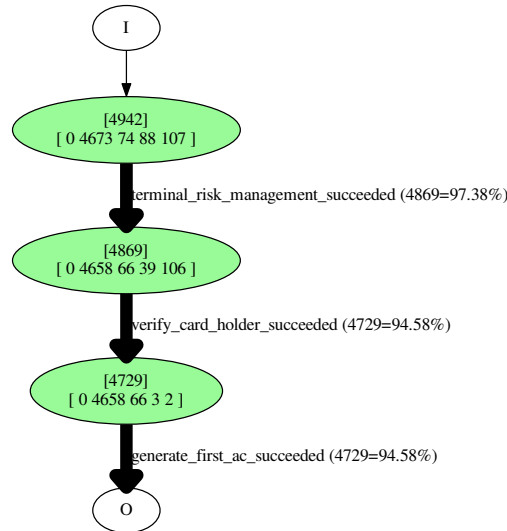 I
[4942]
[ 0 4673 74 88 107 ]
terminal_risk_management_succeeded (4869=97.38%)
[4869]
[ 0 4658 66 39 106 ]
verify_card_holder_succeeded (4729=94.58%)
[4729]
[ 0 4658 66 3 2 ]
generate_first_ac_succeeded (4729=94.58%)
O